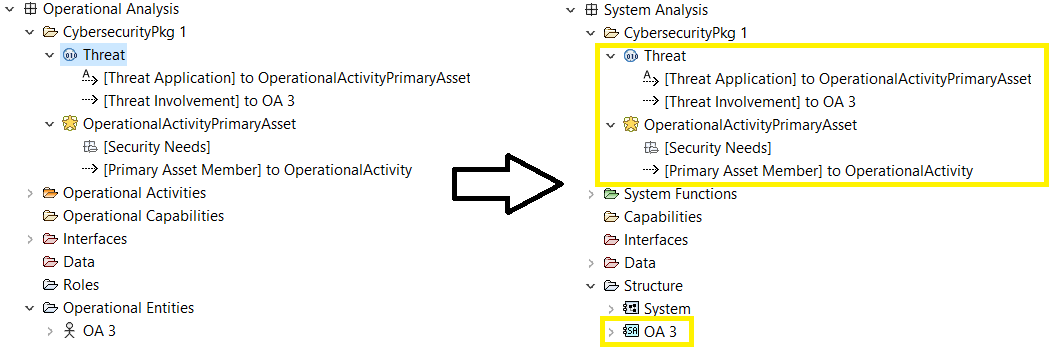 Operational Analysis
CybersecurityPkg 1
Threat
[Threat Application] to OperationalActivityPrimaryAsset
[Threat Involvement] to OA 3
OperationalActivityPrimaryAsset
[Security Needs]
[Primary Asset Member] to OperationalActivity
Operational Activities
Operational Capabilities
Interfaces
Data
Roles
Operational Entities
OA 3
System Analysis
CybersecurityPkg 1
Threat
[Threat Application] to OperationalActivityPrimaryAsset
[Threat Involvement] to OA 3
OperationalActivityPrimaryAsset
[Security Needs]
[Primary Asset Member] to OperationalActivity
System Functions
Capabilities
Interfaces
Data
Structure
System
OA 3